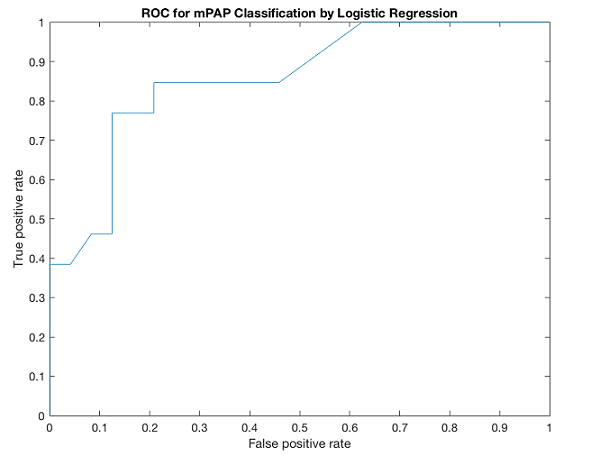 ROC for mPAP Classification by Logistic Regression
1
0.9
0.8
0.7
0.6
0.5
0.4
0.3
0.2
0.1
0
True positive rate
0 0.1 0.2 0.3 0.4 0.5 0.6 0.7 0.8 0.9 1
False positive rate